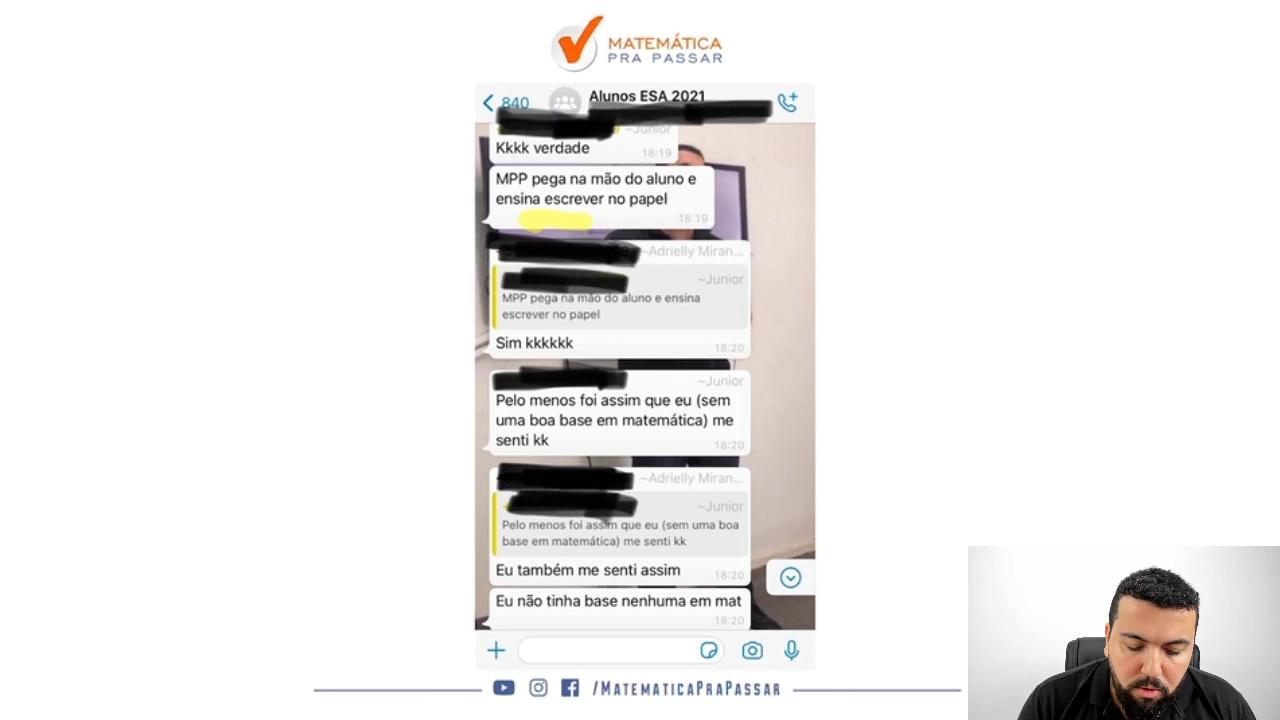 MATEMÁTICA
PRA PASSAR
840
Alunos ESA 2021
~Junior
Kkkk verdade
18:19
MPP pega na mão do aluno e
ensina escrever no papel
18:19
~Adrielly Miran...
~Junior
MPP pega na mão do aluno e ensina
escrever no papel
Sim kkkkkk
18:20
~Junior
Pelo menos foi assim que eu (sem
uma boa base em matemática) me
senti kk
18:20
~Adrielly Miran...
~Junior
Pelo menos foi assim que eu (sem uma boa
base em matemática) me senti kk
Eu também me senti assim
18:20
Eu não tinha base nenhuma em mat
18:20
/MATEMATICAPRAPASSAR